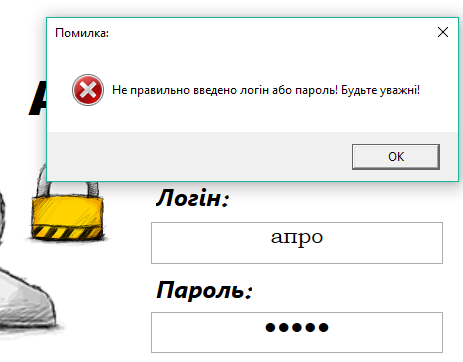 Помилка:
Не правильно введено логін або пароль! Будьте уважні!
OK
Логін:
апро
Пароль:
●●●●●